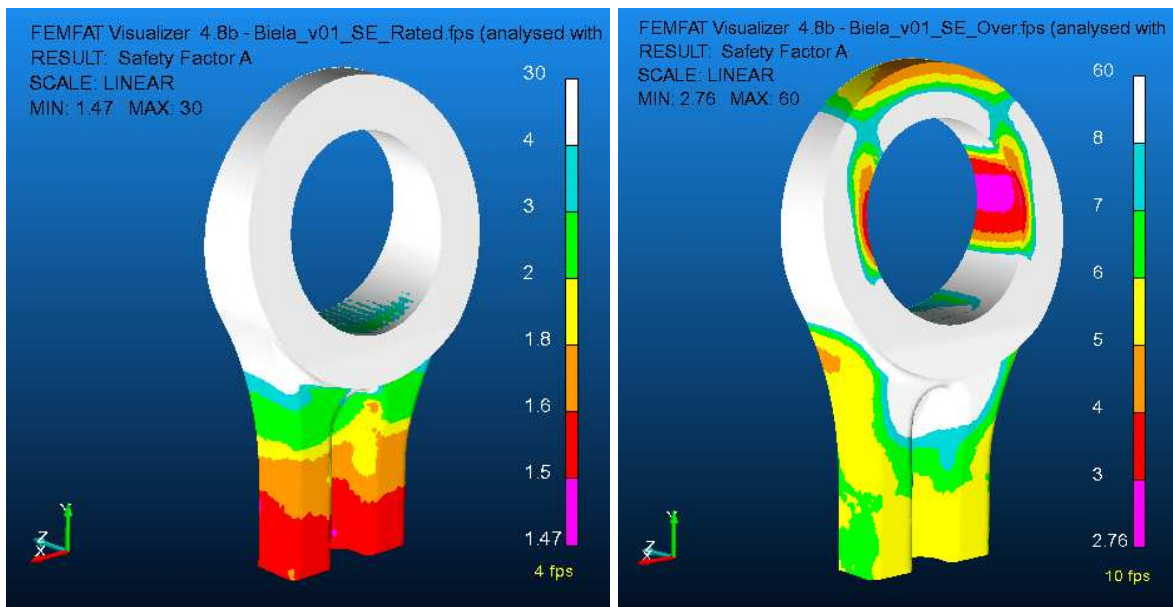 FEMFAT Visualizer 4.8b - Biela_v01_SE_Rated.fps (analysed with
RESULT: Safety Factor A
SCALE: LINEAR
MIN: 1.47 MAX: 30
30
4
3
2
1.8
1.6
1.5
1.47
4 fps
Y
Z
X
FEMFAT Visualizer 4.8b - Biela_v01_SE_Over.fps (analysed with
RESULT: Safety Factor A
SCALE: LINEAR
MIN: 2.76 MAX: 60
60
8
7
6
5
4
3
2.76
10 fps
Y
Z
X